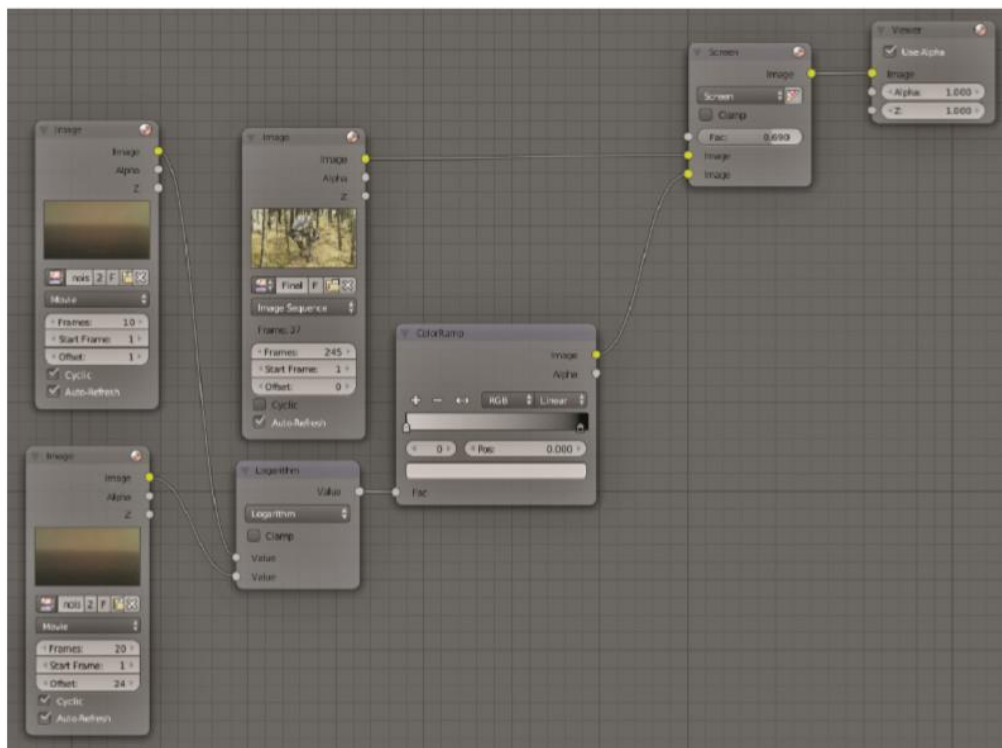 Image
Image
Alpha
Z
nois 2 F
Movie
Frames: 10
Start Frame: 1
Offset: 1
Cyclic
Auto-Refresh
Image
Image
Alpha
Z
Final F
Image Sequence
Frame: 37
Frames: 245
Start Frame: 1
Offset: 0
Cyclic
Auto-Refresh
Screen
Image
Screen
Clamp
Fac: 0.690
Image
Image
Viewer
Use Alpha
Image
Alpha: 1.000
Z: 1.000
ColorRamp
Image
Alpha
RGB Linear
0 Pos: 0.000
Fac
Image
Image
Alpha
Z
nois 2 F
Movie
Frames: 20
Start Frame: 1
Offset: 24
Cyclic
Auto-Refresh
Logarithm
Value
Logarithm
Clamp
Value
Value